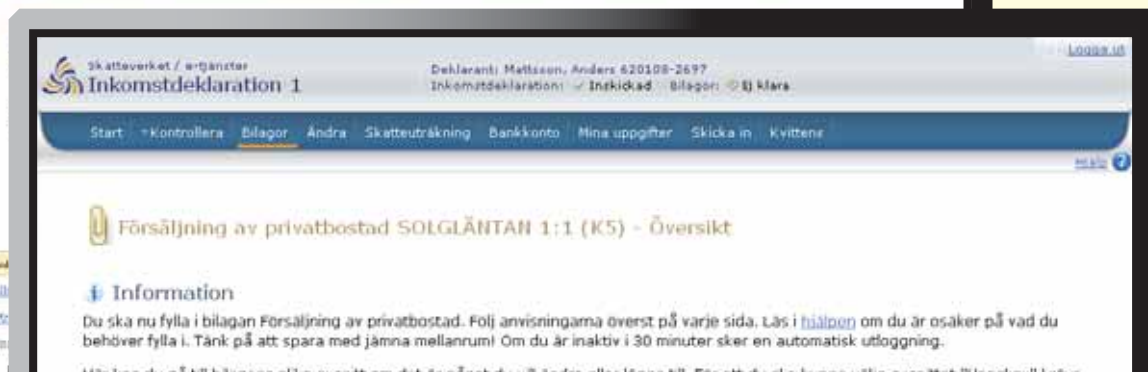 Logga ut
Skatteverket / e-tjänster
Inkomstdeklaration 1
Deklarant: Mattsson, Anders 620108-2697
Inkomstdeklaration: ✓ Inskickad Bilagor: Ej klara
Start Kontrollera Bilagor Ändra Skatteuträkning Bankkonto Mina uppgifter Skicka in Kvittens
Hjälp ?
Försäljning av privatbostad SOLGLÄNTAN 1:1 (K5) - Översikt
i Information
Du ska nu fylla i bilagan Försäljning av privatbostad. Följ anvisningarna överst på varje sida. Läs i hjälpen om du är osäker på vad du
behöver fylla i. Tänk på att spara med jämna mellanrum! Om du är inaktiv i 30 minuter sker en automatisk utloggning.